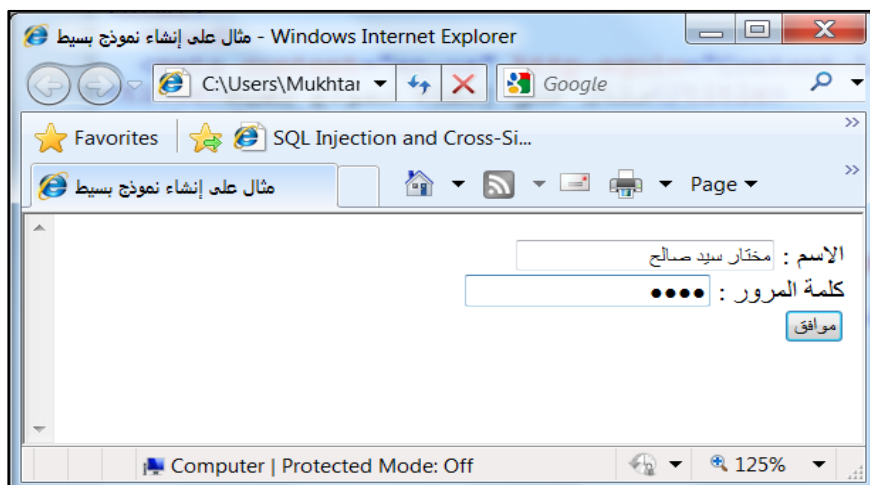 مثال على إنشاء نموذج بسيط - Windows Internet Explorer
C:\Users\Mukhtar
Google
Favorites
SQL Injection and Cross-Si...
مثال على إنشاء نموذج بسيط
Page
الاسم : مختار سيد صالح
كلمة المرور : ●●●●
موافق
Computer | Protected Mode: Off
125%